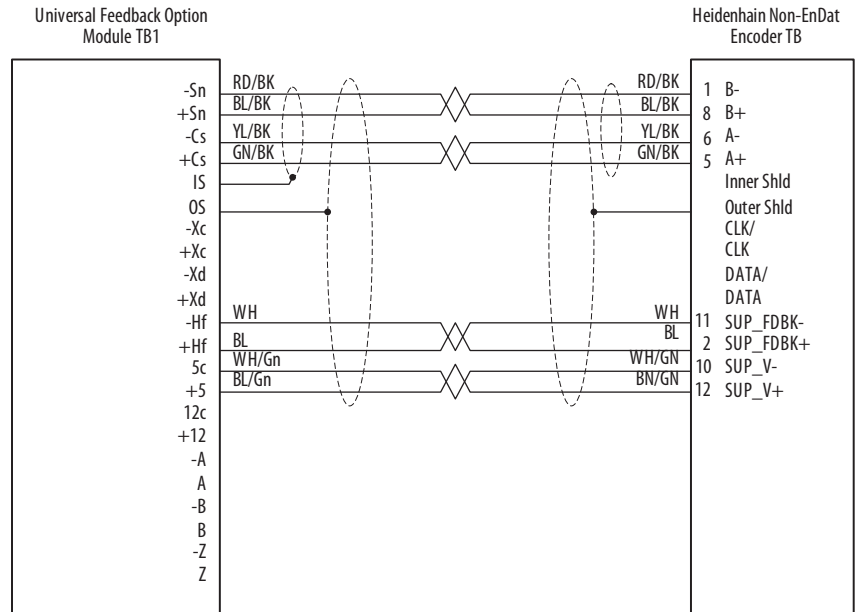 Universal Feedback Option
Module TB1
Heidenhain Non-EnDat
Encoder TB
-Sn RD/BK RD/BK 1 B-
+Sn BL/BK BL/BK 8 B+
-Cs YL/BK YL/BK 6 A-
+Cs GN/BK GN/BK 5 A+
IS Inner Shld
OS Outer Shld
-Xc CLK/
+Xc CLK
-Xd DATA/
+Xd DATA
-Hf WH WH 11 SUP_FDBK-
+Hf BL BL 2 SUP_FDBK+
5c WH/Gn WH/GN 10 SUP_V-
+5 BL/Gn BN/GN 12 SUP_V+
12c
+12
-A
A
-B
B
-Z
Z